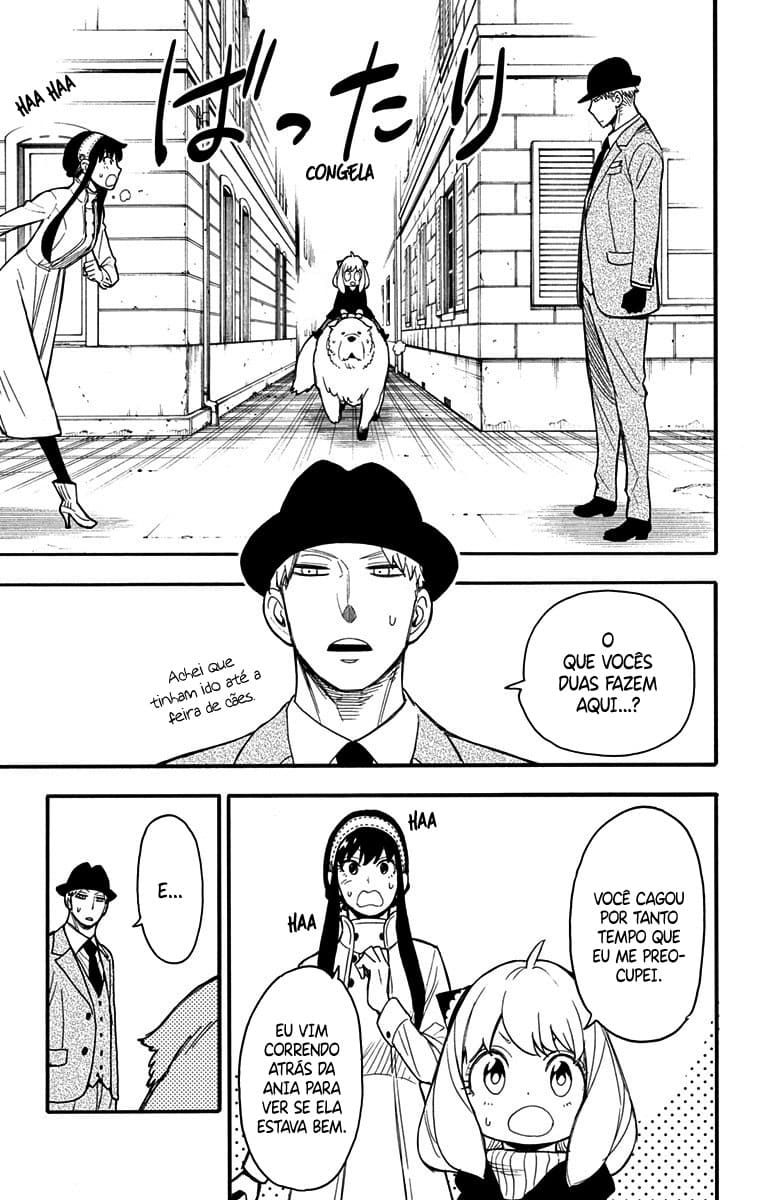 HAA HAA
ばったり
CONGELA
O
QUE VOCÊS
DUAS FAZEM
AQUI...?
Achei que
tinham ido até a
feira de cães.
HAA
VOCÊ CAGOU
POR TANTO
TEMPO QUE
EU ME PREO-
CUPEI.
HAA
EU VIM
CORRENDO
ATRÁS DA
ANIA PARA
VER SE ELA
ESTAVA BEM.
E...